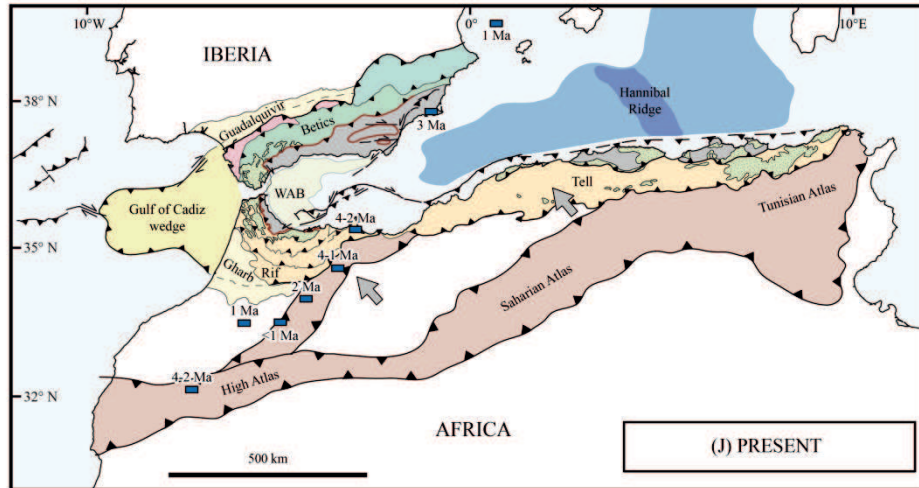 10°W
0°
10°E
1 Ma
IBERIA
38° N
Guadalquivir
Betics
3 Ma
Hannibal
Ridge
WAB
Tell
Tunisian Atlas
Gulf of Cadiz
wedge
4-2 Ma
35° N
Gharb
Rif
4-1 Ma
2 Ma
1 Ma
<1 Ma
Saharian Atlas
4-2 Ma
High Atlas
32° N
AFRICA
(J) PRESENT
500 km